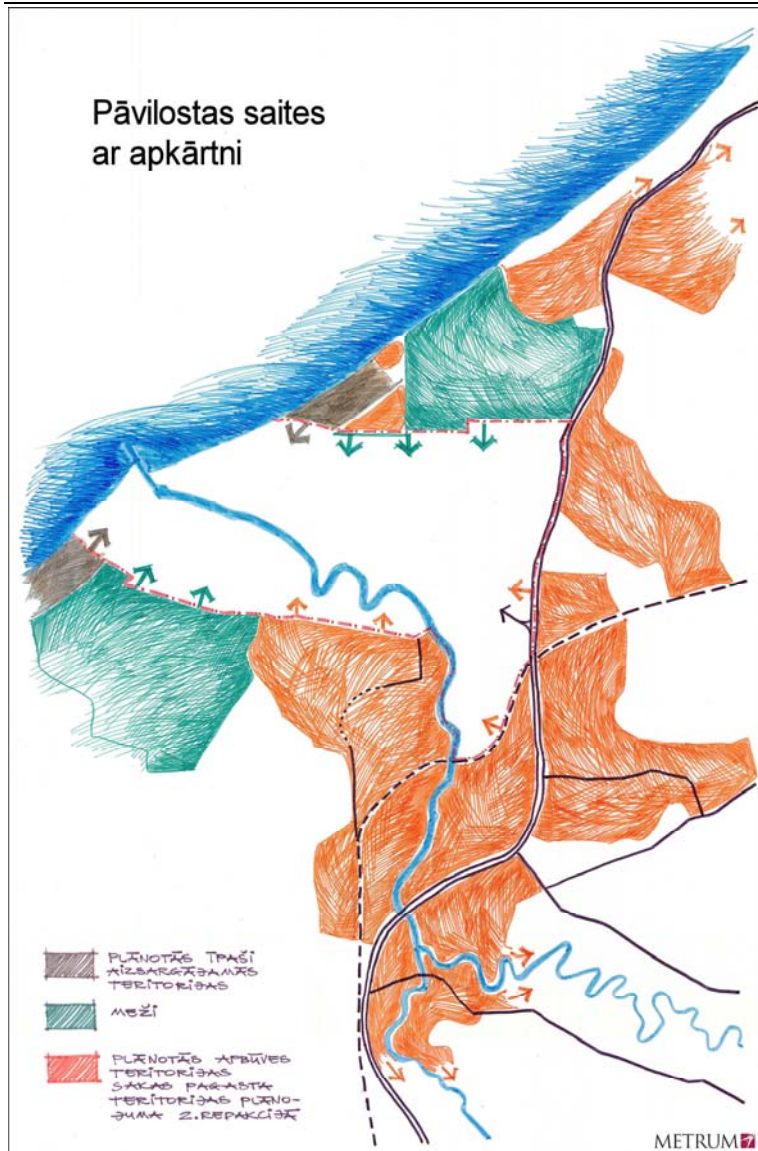 Pāvilostas saites
ar apkārtni
PLĀNOTĀS ĪPAŠI
AIZSARGĀJAMĀS
TERITORIJAS
MEŽI
PLĀNOTĀS APBŪVES
TERITORIJAS
SAKAS PAGASTA
TERITORIJAS PLĀNO-
JUMA 2.REDAKCIJĀ
METRUM